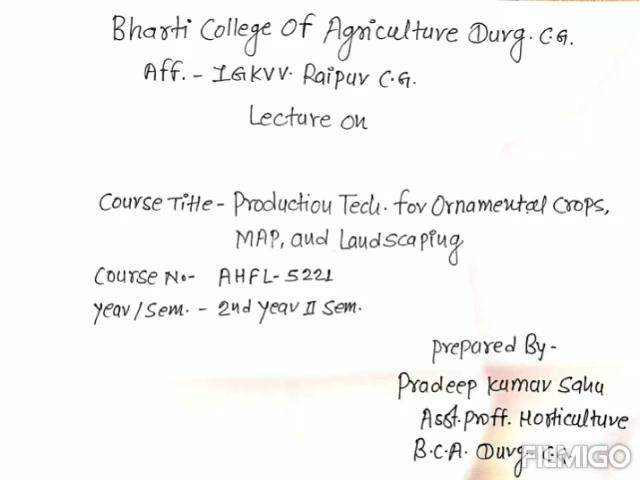 Bharti College Of Agriculture Durg. C.G.
Aff. - IGKVV. Raipur C.G.
Lecture on
Course Title - Production Tech. for Ornamental Crops,
MAP, and Landscaping
Course No.- AHFL-5221
Year/Sem. - 2nd Year II Sem.
Prepared By-
Pradeep Kumar Sahu
Asst. Proff. Horticulture
B.C.A. Durg C.G.
FILMIGO